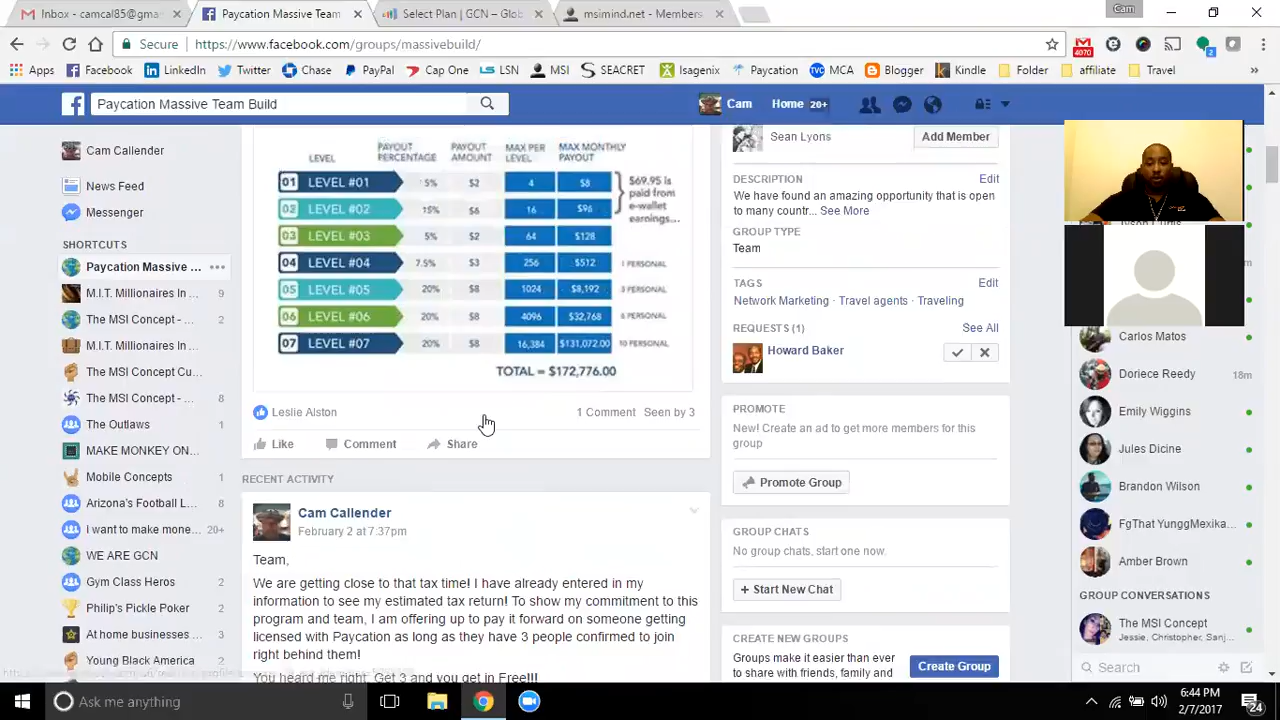 Inbox - camcal85@gma
Paycation Massive Team
Select Plan | GCN – Glob
msimind.net - Members
Cam
Secure
https://www.facebook.com/groups/massivebuild/
4070
2
Apps
Facebook
LinkedIn
Twitter
Chase
PayPal
Cap One
LSN
MSI
SEACRET
Isagenix
Paycation
MCA
Blogger
Kindle
Folder
affiliate
Travel
Paycation Massive Team Build
Cam
Home 20+
Cam Callender
News Feed
Messenger
SHORTCUTS
Paycation Massive ...
M.I.T. Millionaires In ... 9
The MSI Concept - ... 2
M.I.T. Millionaires In ...
The MSI Concept Cu...
The MSI Concept - ... 8
The Outlaws 1
MAKE MONKEY ON...
Mobile Concepts 1
Arizona's Football L... 8
I want to make mone... 20+
WE ARE GCN
Gym Class Heros 2
Philip's Pickle Poker 2
At home businesses ... 3
Young Black America 2
LEVEL
PAYOUT PERCENTAGE
PAYOUT AMOUNT
MAX PER LEVEL
MAX MONTHLY PAYOUT
01 LEVEL #01 5% $2 4 $8
02 LEVEL #02 15% $6 16 $96
03 LEVEL #03 5% $2 64 $128
04 LEVEL #04 7.5% $3 256 $512 1 PERSONAL
05 LEVEL #05 20% $8 1024 $8,192 3 PERSONAL
06 LEVEL #06 20% $8 4096 $32,768 6 PERSONAL
07 LEVEL #07 20% $8 16,384 $131,072.00 10 PERSONAL
$69.95 is
paid from
e-wallet
earnings...
TOTAL = $172,776.00
Leslie Alston
1 Comment Seen by 3
Like Comment Share
RECENT ACTIVITY
Cam Callender
February 2 at 7:37pm
Team,
We are getting close to that tax time! I have already entered in my
information to see my estimated tax return! To show my commitment to this
program and team, I am offering up to pay it forward on someone getting
licensed with Paycation as long as they have 3 people confirmed to join
right behind them!
You heard me right, Get 3 and you get in Free!!!
Sean Lyons
Add Member
DESCRIPTION Edit
We have found an amazing opportunity that is open
to many countr... See More
GROUP TYPE
Team
TAGS Edit
Network Marketing · Travel agents · Traveling
REQUESTS (1) See All
Howard Baker
PROMOTE
New! Create an ad to get more members for this
group
Promote Group
GROUP CHATS
No group chats, start one now.
+ Start New Chat
CREATE NEW GROUPS
Groups make it easier than ever
to share with friends, family and
Create Group
Carlos Matos
Doriece Reedy 18m
Emily Wiggins
Jules Dicine
Brandon Wilson
FgThat YunggMexika...
Amber Brown
GROUP CONVERSATIONS
The MSI Concept
Jessie, Christopher, Sanj...
Search
Ask me anything
6:44 PM
2/7/2017
24